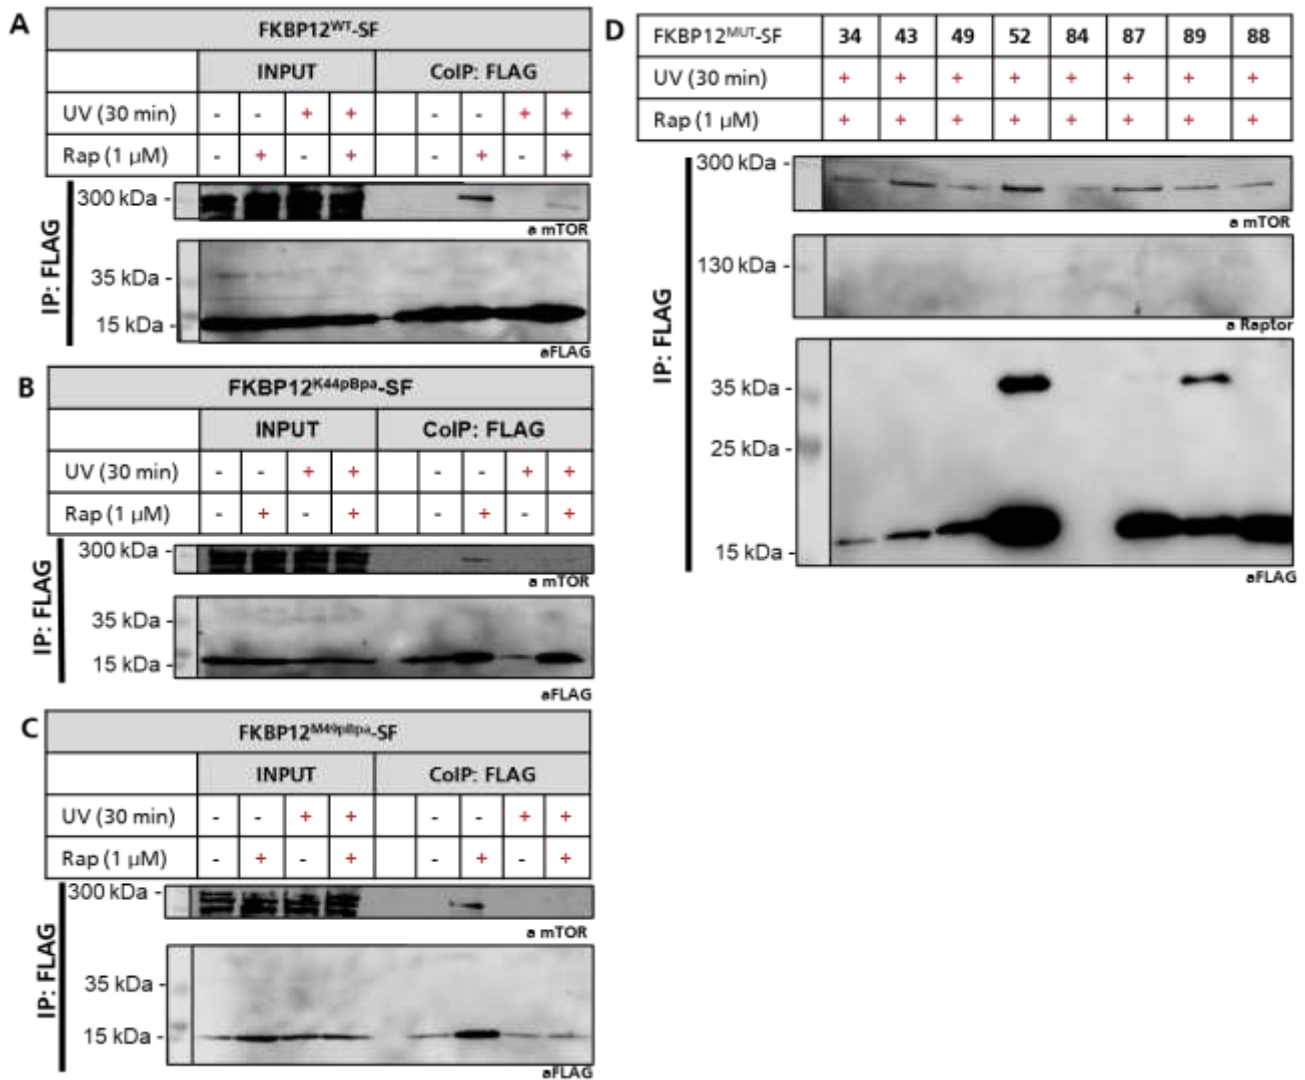 A
FKBP12WT-SF
INPUT CoIP: FLAG
UV (30 min) - - + + - - + +
Rap (1 µM) - + - + - + - +
300 kDa -
a mTOR
35 kDa -
15 kDa -
aFLAG
IP: FLAG
B
FKBP12K44pBpa-SF
INPUT CoIP: FLAG
UV (30 min) - - + + - - + +
Rap (1 µM) - + - + - + - +
300 kDa -
a mTOR
35 kDa -
15 kDa -
aFLAG
IP: FLAG
C
FKBP12M49pBpa-SF
INPUT CoIP: FLAG
UV (30 min) - - + + - - + +
Rap (1 µM) - + - + - + - +
300 kDa -
a mTOR
35 kDa -
15 kDa -
aFLAG
IP: FLAG
D
FKBP12MUT-SF 34 43 49 52 84 87 89 88
UV (30 min) + + + + + + + +
Rap (1 µM) + + + + + + + +
300 kDa -
a mTOR
130 kDa -
a Raptor
35 kDa -
25 kDa -
15 kDa -
aFLAG
IP: FLAG